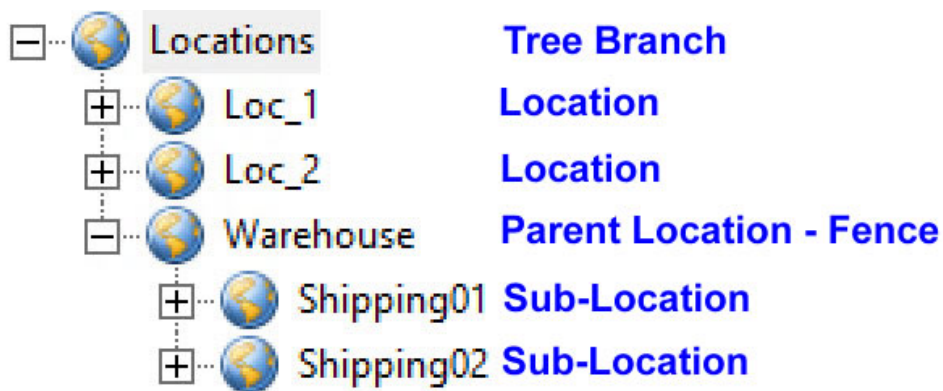 Locations Tree Branch
Loc_1 Location
Loc_2 Location
Warehouse Parent Location - Fence
Shipping01 Sub-Location
Shipping02 Sub-Location